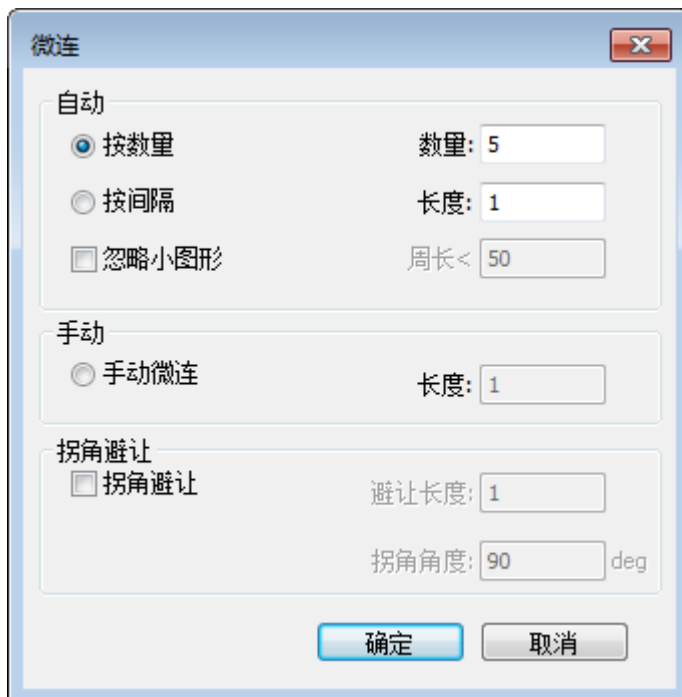 微连
自动
按数量 数量: 5
按间隔 长度: 1
忽略小图形 周长< 50
手动
手动微连 长度: 1
拐角避让
拐角避让 避让长度: 1
拐角角度: 90 deg
确定 取消